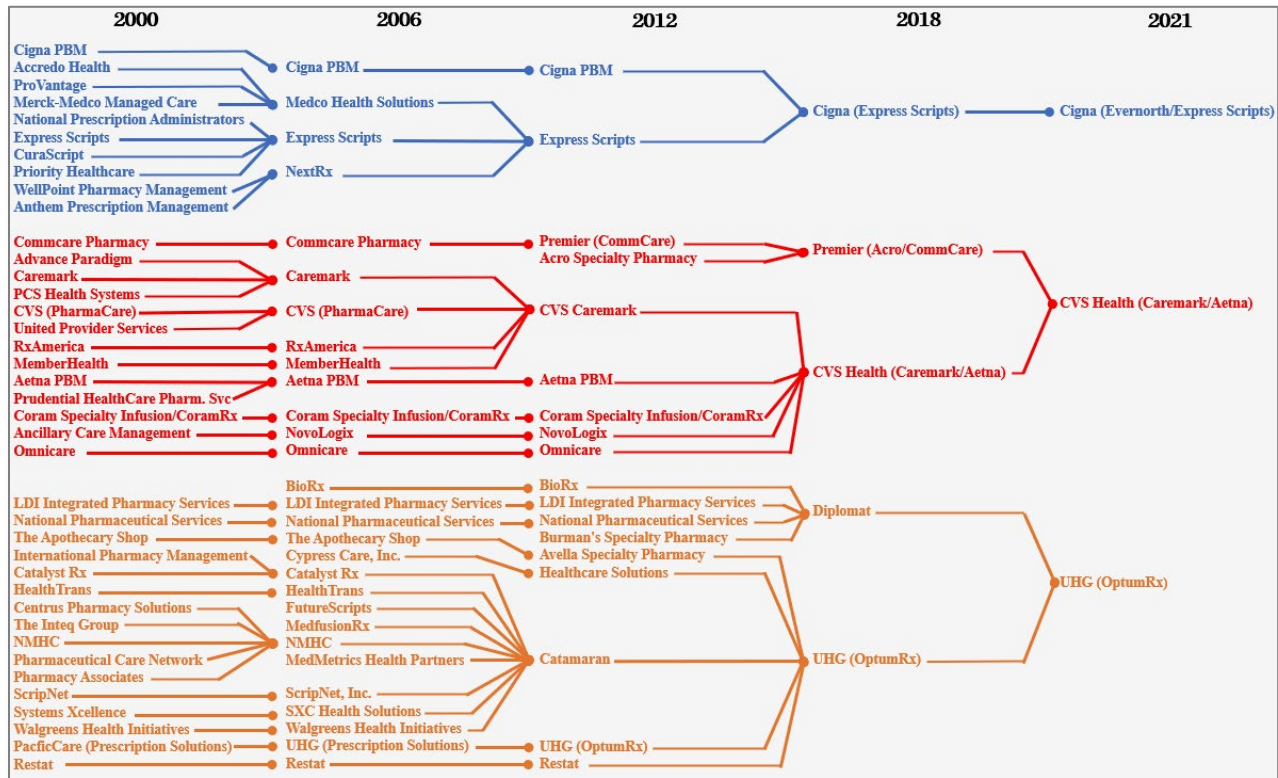 2000 2006 2012 2018 2021
Cigna PBM
Accredo Health
ProVantage
Merck-Medco Managed Care
National Prescription Administrators
Express Scripts
CuraScript
Priority Healthcare
WellPoint Pharmacy Management
Anthem Prescription Management
Cigna PBM
Medco Health Solutions
Express Scripts
NextRx
Cigna PBM
Express Scripts
Cigna (Express Scripts)
Cigna (Evernorth/Express Scripts)
Commcare Pharmacy
Advance Paradigm
Caremark
PCS Health Systems
CVS (PharmaCare)
United Provider Services
RxAmerica
MemberHealth
Aetna PBM
Prudential HealthCare Pharm. Svc
Coram Specialty Infusion/CoramRx
Ancillary Care Management
Omnicare
Commcare Pharmacy
Caremark
CVS (PharmaCare)
RxAmerica
MemberHealth
Aetna PBM
Coram Specialty Infusion/CoramRx
NovoLogix
Omnicare
Premier (CommCare)
Acro Specialty Pharmacy
CVS Caremark
Aetna PBM
Coram Specialty Infusion/CoramRx
NovoLogix
Omnicare
Premier (Acro/CommCare)
CVS Health (Caremark/Aetna)
CVS Health (Caremark/Aetna)
LDI Integrated Pharmacy Services
National Pharmaceutical Services
The Apothecary Shop
International Pharmacy Management
Catalyst Rx
HealthTrans
Centrus Pharmacy Solutions
The Inteq Group
NMHC
Pharmaceutical Care Network
Pharmacy Associates
ScripNet
Systems Xcellence
Walgreens Health Initiatives
PacficCare (Prescription Solutions)
Restat
BioRx
LDI Integrated Pharmacy Services
National Pharmaceutical Services
The Apothecary Shop
Cypress Care, Inc.
Catalyst Rx
HealthTrans
FutureScripts
MedfusionRx
NMHC
MedMetrics Health Partners
ScripNet, Inc.
SXC Health Solutions
Walgreens Health Initiatives
UHG (Prescription Solutions)
Restat
BioRx
LDI Integrated Pharmacy Services
National Pharmaceutical Services
Burman's Specialty Pharmacy
Avella Specialty Pharmacy
Healthcare Solutions
Catamaran
UHG (OptumRx)
Restat
Diplomat
UHG (OptumRx)
UHG (OptumRx)